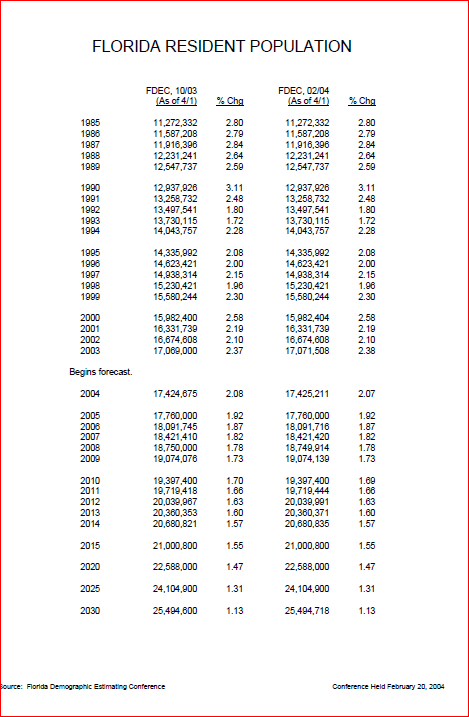 FLORIDA RESIDENT POPULATION
FDEC, 10/03 FDEC, 02/04
(As of 4/1) % Chg (As of 4/1) % Chg
1985 11,272,332 2.80 11,272,332 2.80
1986 11,587,208 2.79 11,587,208 2.79
1987 11,916,396 2.84 11,916,396 2.84
1988 12,231,241 2.64 12,231,241 2.64
1989 12,547,737 2.59 12,547,737 2.59
1990 12,937,926 3.11 12,937,926 3.11
1991 13,258,732 2.48 13,258,732 2.48
1992 13,497,541 1.80 13,497,541 1.80
1993 13,730,115 1.72 13,730,115 1.72
1994 14,043,757 2.28 14,043,757 2.28
1995 14,335,992 2.08 14,335,992 2.08
1996 14,623,421 2.00 14,623,421 2.00
1997 14,938,314 2.15 14,938,314 2.15
1998 15,230,421 1.96 15,230,421 1.96
1999 15,580,244 2.30 15,580,244 2.30
2000 15,982,400 2.58 15,982,404 2.58
2001 16,331,739 2.19 16,331,739 2.19
2002 16,674,608 2.10 16,674,608 2.10
2003 17,069,000 2.37 17,071,508 2.38
Begins forecast.
2004 17,424,675 2.08 17,425,211 2.07
2005 17,760,000 1.92 17,760,000 1.92
2006 18,091,745 1.87 18,091,716 1.87
2007 18,421,410 1.82 18,421,420 1.82
2008 18,750,000 1.78 18,749,914 1.78
2009 19,074,076 1.73 19,074,139 1.73
2010 19,397,400 1.70 19,397,400 1.69
2011 19,719,418 1.66 19,719,444 1.66
2012 20,039,967 1.63 20,039,991 1.63
2013 20,360,353 1.60 20,360,371 1.60
2014 20,680,821 1.57 20,680,835 1.57
2015 21,000,800 1.55 21,000,800 1.55
2020 22,588,000 1.47 22,588,000 1.47
2025 24,104,900 1.31 24,104,900 1.31
2030 25,494,600 1.13 25,494,718 1.13
Source: Florida Demographic Estimating Conference Conference Held February 20, 2004